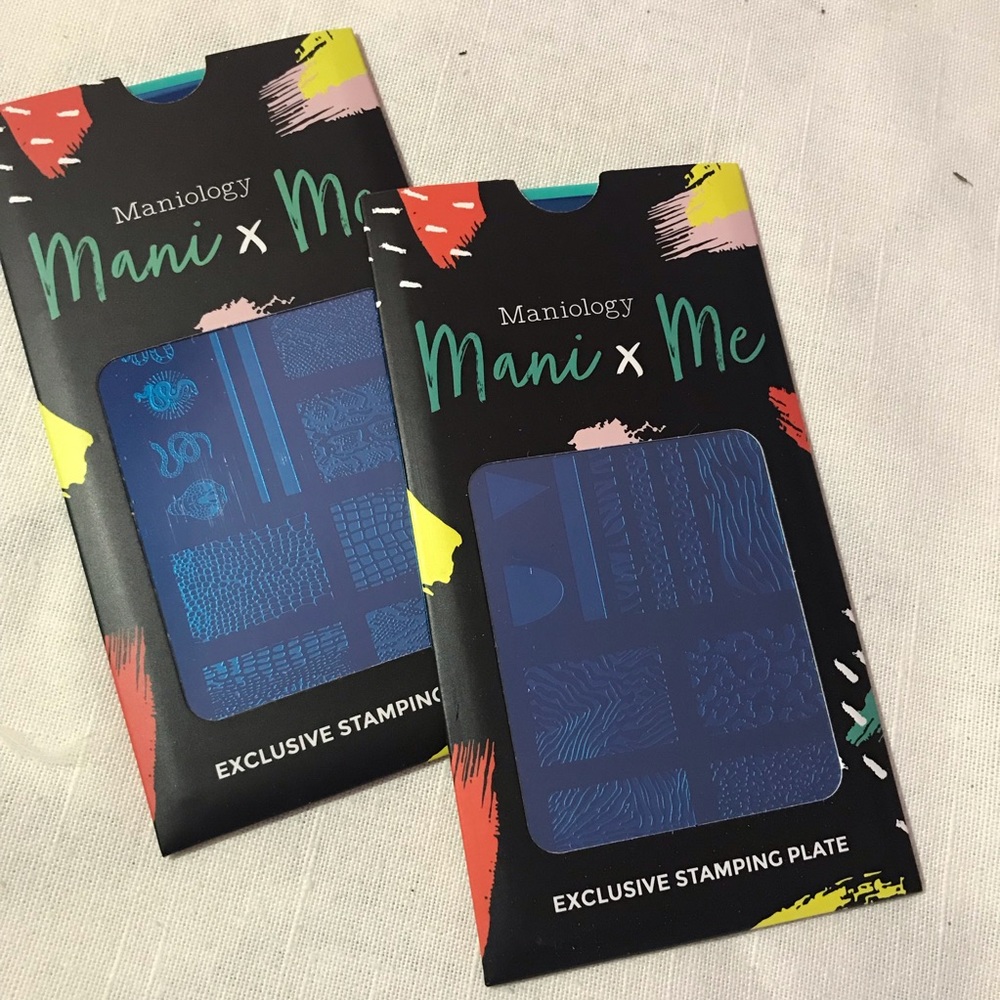 Maniology
Mani x Me
EXCLUSIVE STAMPING
Maniology
Mani x Me
EXCLUSIVE STAMPING PLATE